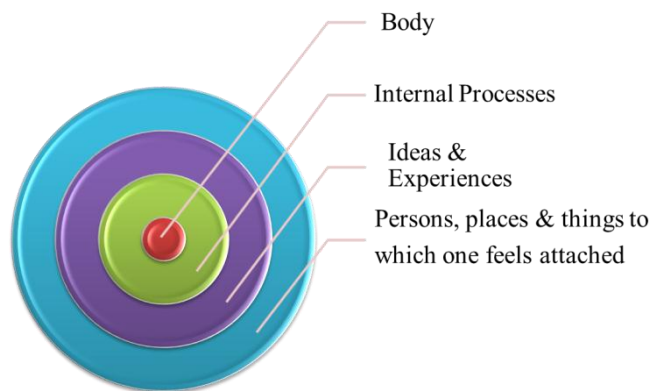 Body
Internal Processes
Ideas &
Experiences
Persons, places & things to
which one feels attached